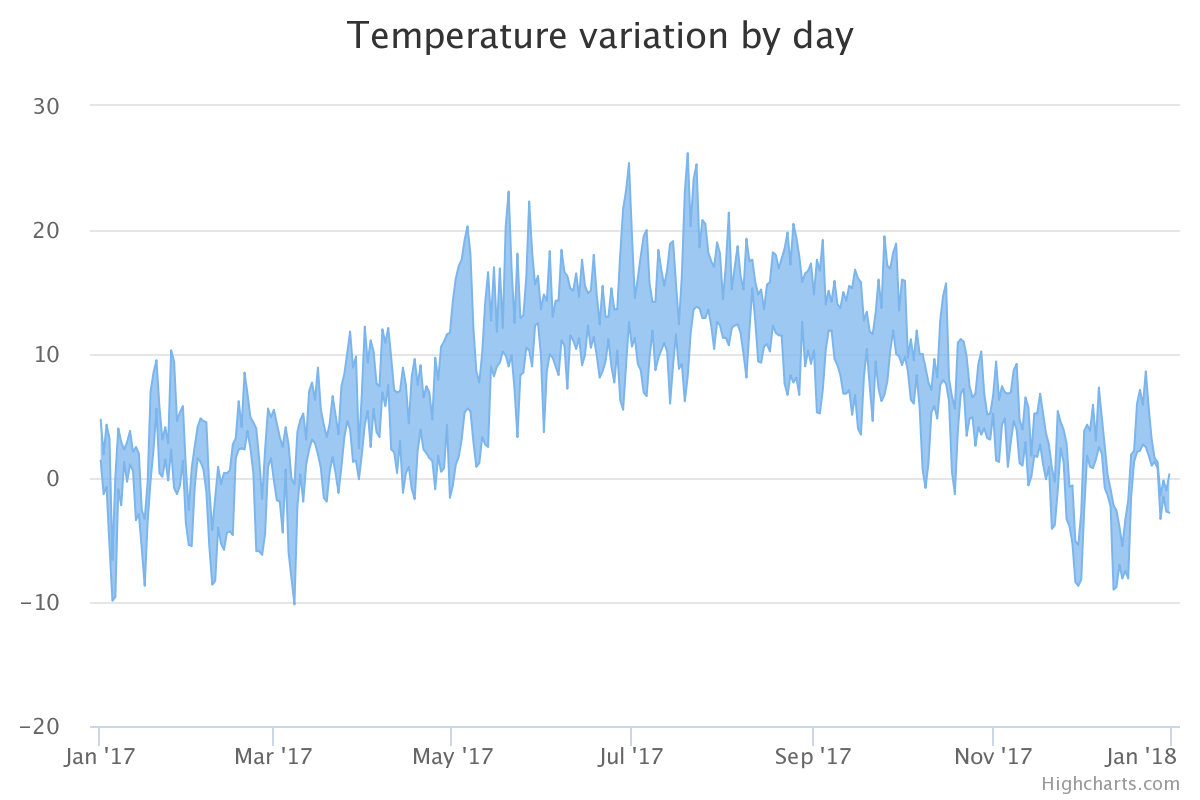 Temperature variation by day
30
20
10
0
−10
−20
Jan '17
Mar '17
May '17
Jul '17
Sep '17
Nov '17
Jan '18
Highcharts.com